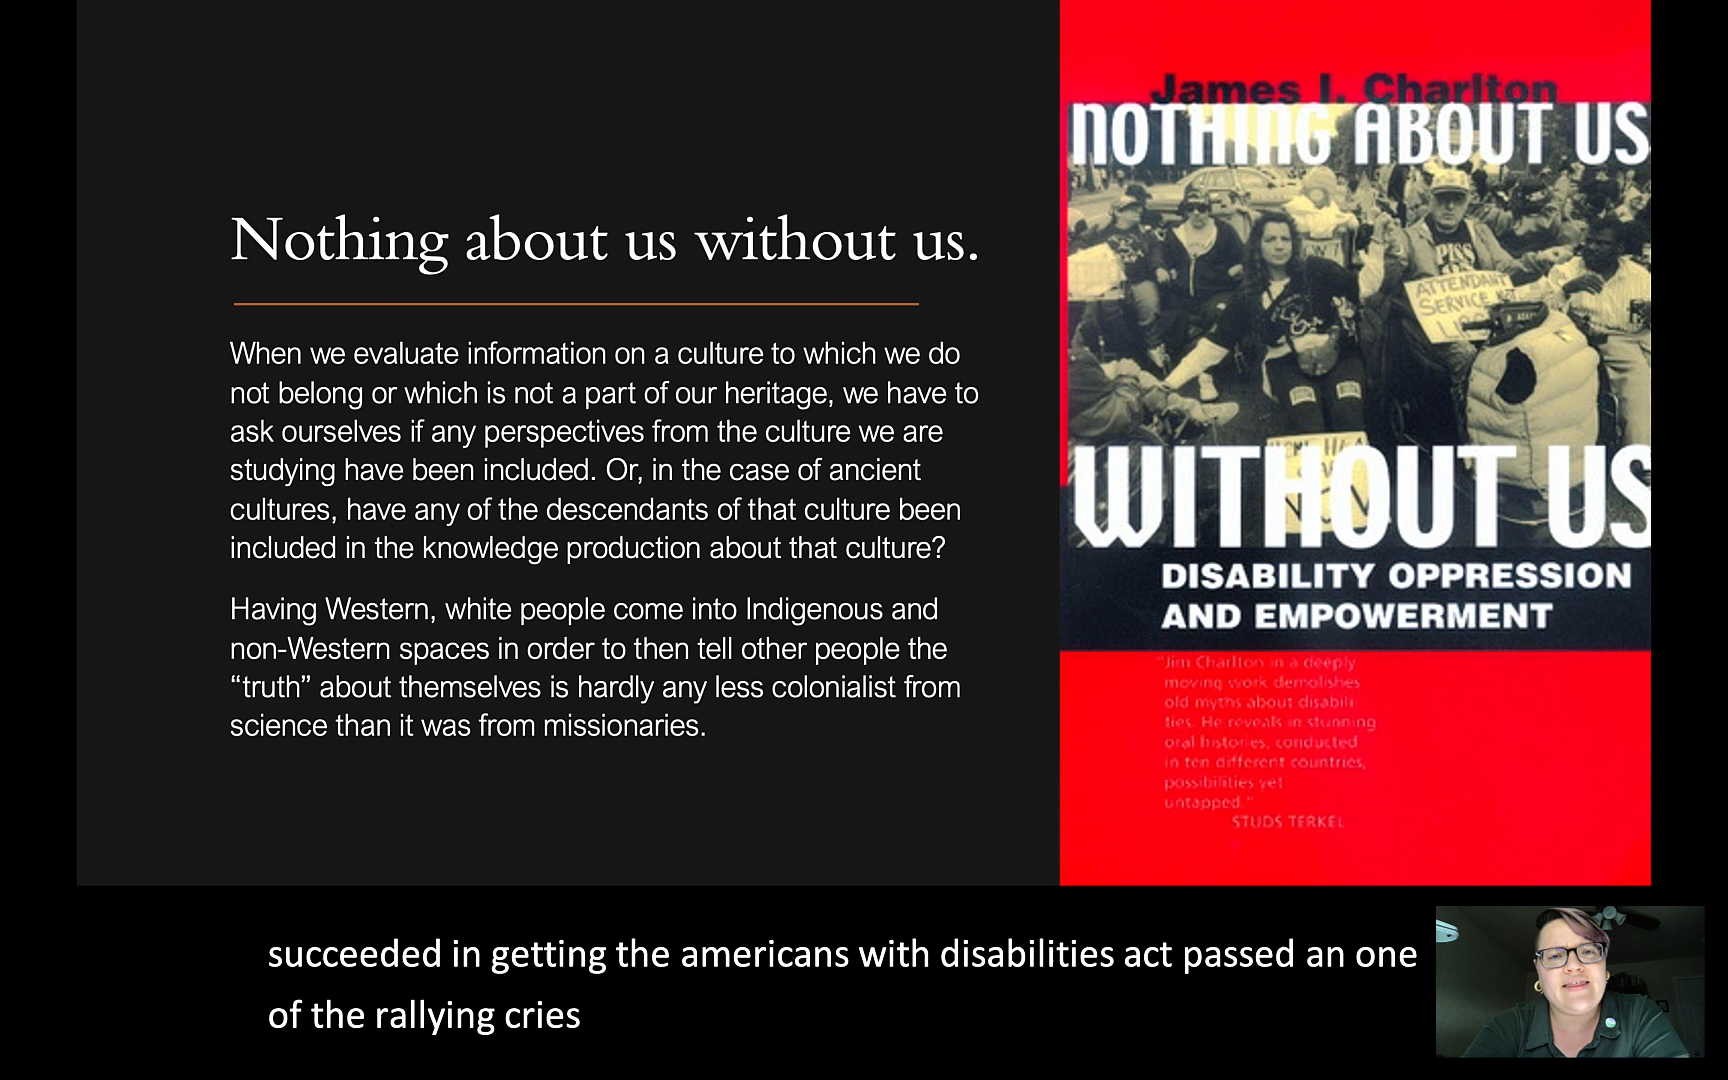 Nothing about us without us.
When we evaluate information on a culture to which we do
not belong or which is not a part of our heritage, we have to
ask ourselves if any perspectives from the culture we are
studying have been included. Or, in the case of ancient
cultures, have any of the descendants of that culture been
included in the knowledge production about that culture?
Having Western, white people come into Indigenous and
non-Western spaces in order to then tell other people the
“truth” about themselves is hardly any less colonialist from
science than it was from missionaries.
James I. Charlton
NOTHING ABOUT US
PISS
ATTENDANT
SERVICE
WITHOUT US
DISABILITY OPPRESSION
AND EMPOWERMENT
"Jim Charlton in a deeply
moving work demolishes
old myths about disabili
ties. He reveals in stunning
oral histories, conducted
in ten different countries,
possibilities yet
untapped."
STUDS TERKEL
succeeded in getting the americans with disabilities act passed an one
of the rallying cries